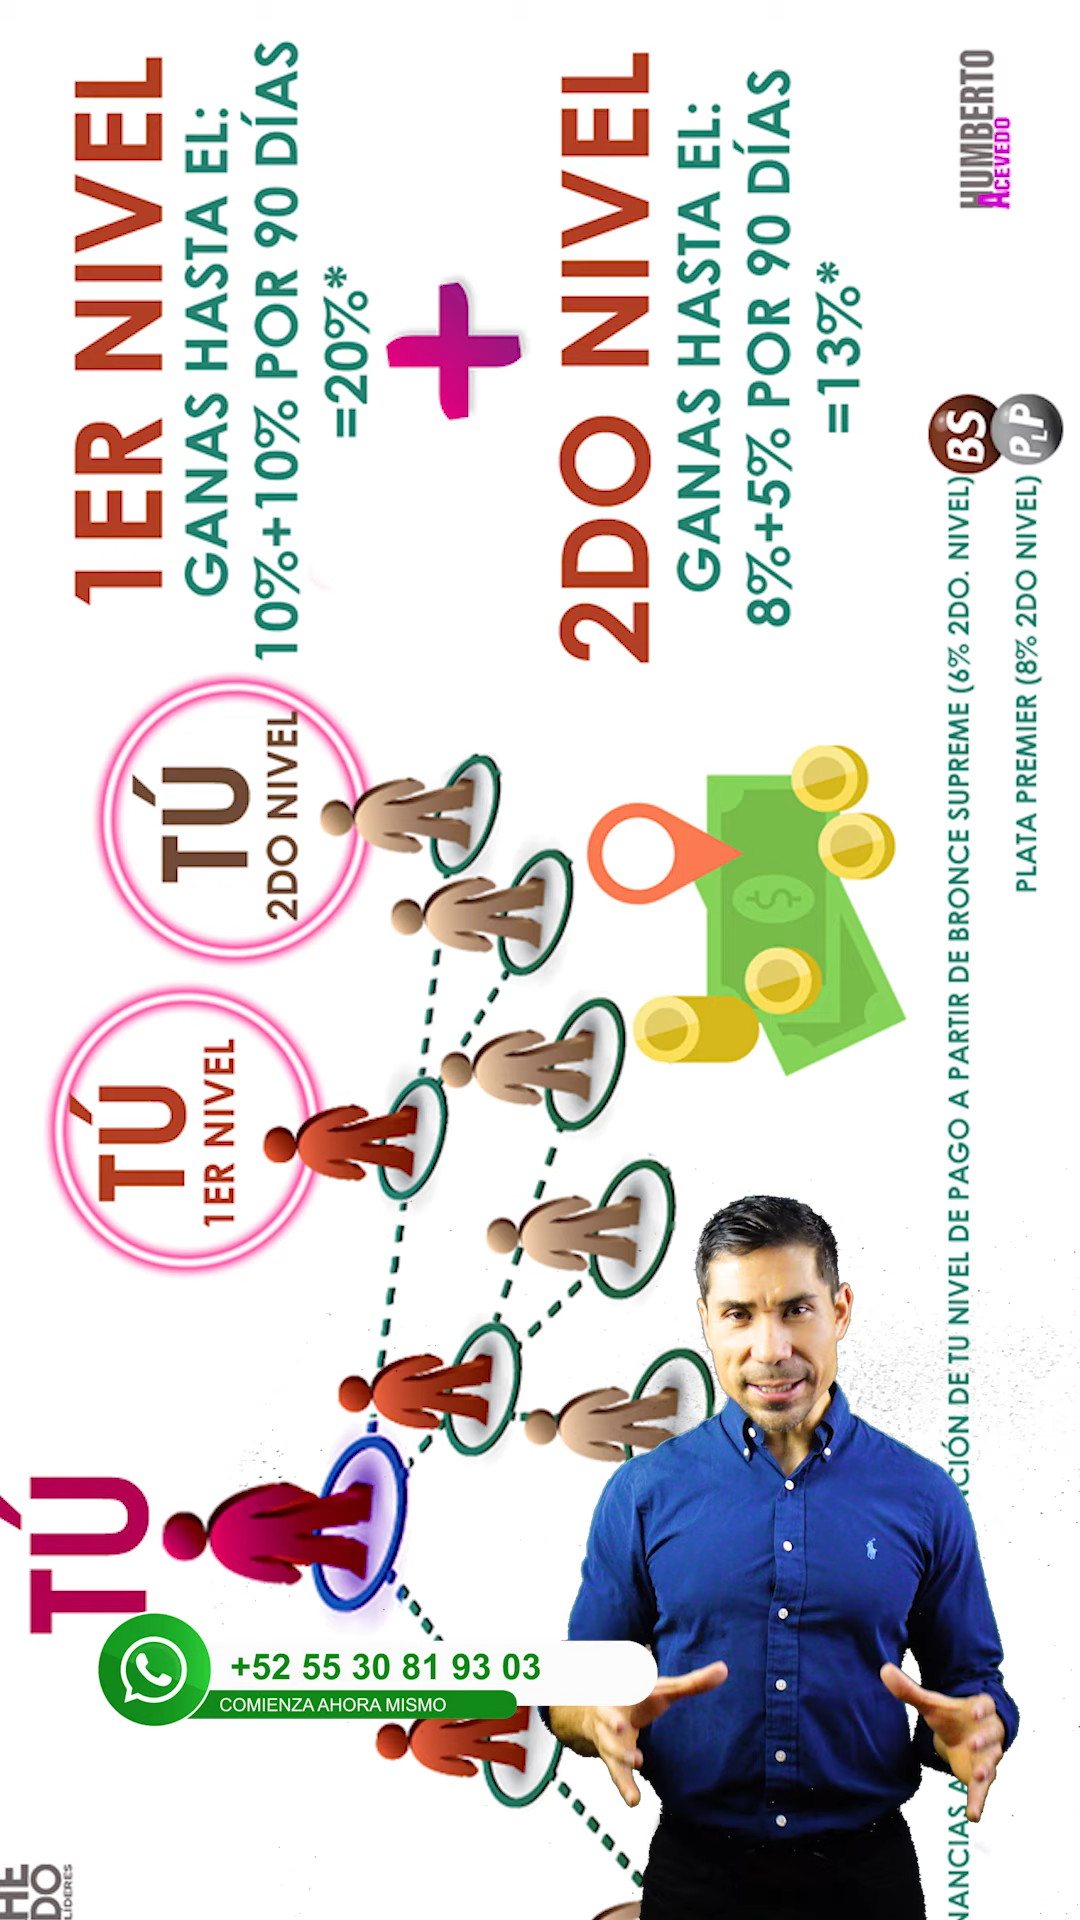 TÚ
TÚ
1ER NIVEL
TÚ
2DO NIVEL
1ER NIVEL
GANAS HASTA EL:
10%+10% POR 90 DÍAS
=20%*
2DO NIVEL
GANAS HASTA EL:
8%+5% POR 90 DÍAS
=13%*
CIÓN DE TU NIVEL DE PAGO A PARTIR DE BRONCE SUPREME (6% 2DO. NIVEL) BS
PLATA PREMIER (8% 2DO NIVEL) PLP
HUMBERTO
ACEVEDO
+52 55 30 81 93 03
COMIENZA AHORA MISMO
HE
DO
LÍDERES